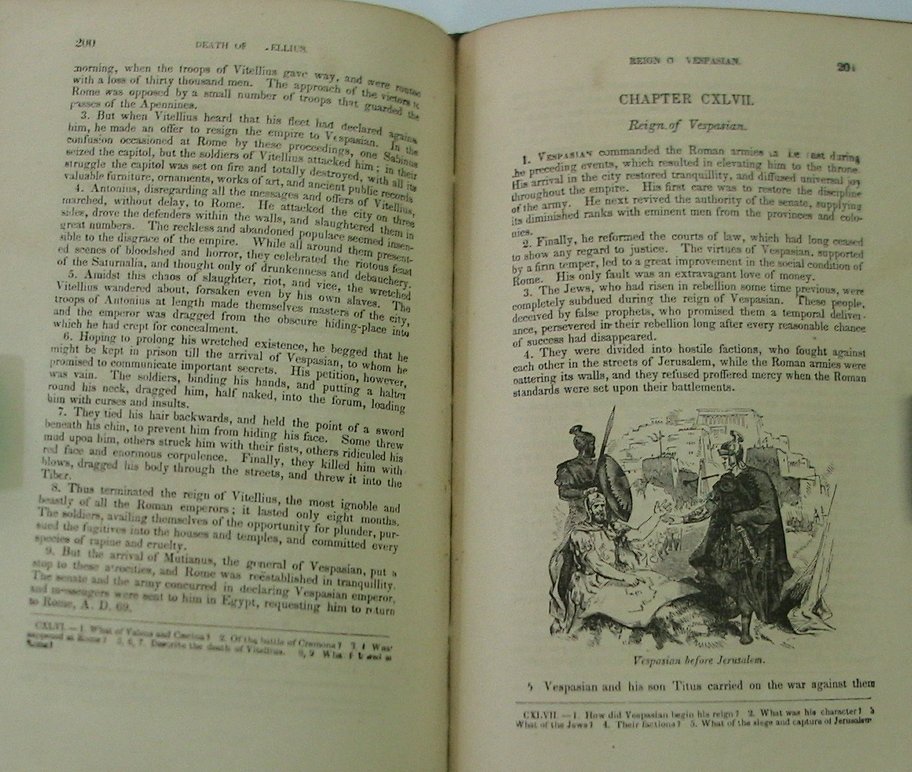 200
DEATH OF ELLIUS.
morning, when the troops of Vitellius gave way, and were routed
with a loss of thirty thousand men. The approach of the victors to
Rome was opposed by a small number of troops that guarded the
passes of the Apennines.
3. But when Vitellius heard that his fleet had declared against
him, he made an offer to resign the empire to Vespasian. In the
confusion occasioned at Rome by these proceedings, one Sabinus
seized the capitol, but the soldiers of Vitellius attacked him; in their
struggle the capitol was set on fire and totally destroyed, with all its
valuable furniture, ornaments, works of art, and ancient public records.
4. Antonius, disregarding all the messages and offers of Vitellius,
marched, without delay, to Rome. He attacked the city on three
sides, drove the defenders within the walls, and slaughtered them in
great numbers. The reckless and abandoned populace seemed insen-
sible to the disgrace of the empire. While all around them present-
ed scenes of bloodshed and horror, they celebrated the riotous feast
of the Saturnalia, and thought only of drunkenness and debauchery.
5. Amidst this chaos of slaughter, riot, and vice, the wretched
Vitellius wandered about, forsaken even by his own slaves. The
troops of Antonius at length made themselves masters of the city,
and the emperor was dragged from the obscure hiding-place into
which he had crept for concealment.
6. Hoping to prolong his wretched existence, he begged that he
might be kept in prison till the arrival of Vespasian, to whom he
promised to communicate important secrets. His petition, however,
was vain. The soldiers, binding his hands, and putting a halter
round his neck, dragged him, half naked, into the forum, loading
him with curses and insults.
7. They tied his hair backwards, and held the point of a sword
beneath his chin, to prevent him from hiding his face. Some threw
mud upon him, others struck him with their fists, others ridiculed his
red face and enormous corpulence. Finally, they killed him with
blows, dragged his body through the streets, and threw it into the
Tiber.
8. Thus terminated the reign of Vitellius, the most ignoble and
beastly of all the Roman emperors; it lasted only eight months.
The soldiers, availing themselves of the opportunity for plunder, pur-
sued the fugitives into the houses and temples, and committed every
species of rapine and cruelty.
9. But the arrival of Mutianus, the general of Vespasian, put a
stop to these atrocities, and Rome was reëstablished in tranquillity.
The senate and the army concurred in declaring Vespasian emperor,
and messengers were sent to him in Egypt, requesting him to return
to Rome, A. D. 69.
CXLVI. — 1. What of Valens and Cæcina? 2. Of the battle of Cremona? 3, 4 Was
opposed at Rome? 5, 6, 7. Describe the death of Vitellius. 8, 9 What
Rome?
REIGN O VESPASIAN.
201
CHAPTER CXLVII.
Reign of Vespasian.
1. VESPASIAN commanded the Roman armies in the east during
the preceding events, which resulted in elevating him to the throne
His arrival in the city restored tranquillity, and diffused universal joy
throughout the empire. His first care was to restore the discipline
of the army. He next revived the authority of the senate, supplying
its diminished ranks with eminent men from the provinces and colo-
nies.
2. Finally, he reformed the courts of law, which had long ceased
to show any regard to justice. The virtues of Vespasian, supported
by a firm temper, led to a great improvement in the social condition of
Rome. His only fault was an extravagant love of money.
3. The Jews, who had risen in rebellion some time previous, were
completely subdued during the reign of Vespasian. These people,
deceived by false prophets, who promised them a temporal deliver-
ance, persevered in their rebellion long after every reasonable chance
of success had disappeared.
4. They were divided into hostile factions, who fought against
each other in the streets of Jerusalem, while the Roman armies were
battering its walls, and they refused proffered mercy when the Roman
standards were set upon their battlements.
Vespasian before Jerusalem.
5 Vespasian and his son Titus carried on the war against them
CXLVII. — 1. How did Vespasian begin his reign? 2. What was his character? 3
What of the Jews? 4. Their factions? 5. What of the siege and capture of Jerusalem